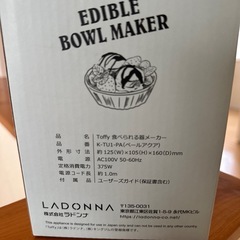 EDIBLE
BOWL MAKER
品名 Toffy 食べられる器メーカー
品番 K-TU1-PA(ペールアクア)
外形寸法 約125(W)×105(H)×160(D)mm
電源 AC100V 50-60Hz
定格消費電力 375W
電源コード長 約1.0m
付属品 ユーザーズガイド(保証書含む)
LADONNA
株式会社ラドンナ
〒135-0031